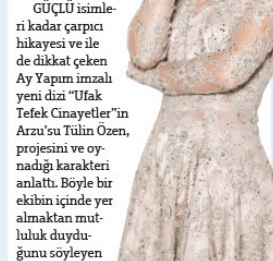 GÜÇLÜ isimle-
ri kadar çarpıcı
hikayesi ve ile
de dikkat çeken
Ay Yapım imzalı
yeni dizi “Ufak
Tefek Cinayetler”in
Arzu’su Tülin Özen,
projesini ve oy-
nadığı karakteri
anlattı. Böyle bir
ekibin içinde yer
almaktan mut-
luluk duydu-
ğunu söyleyen